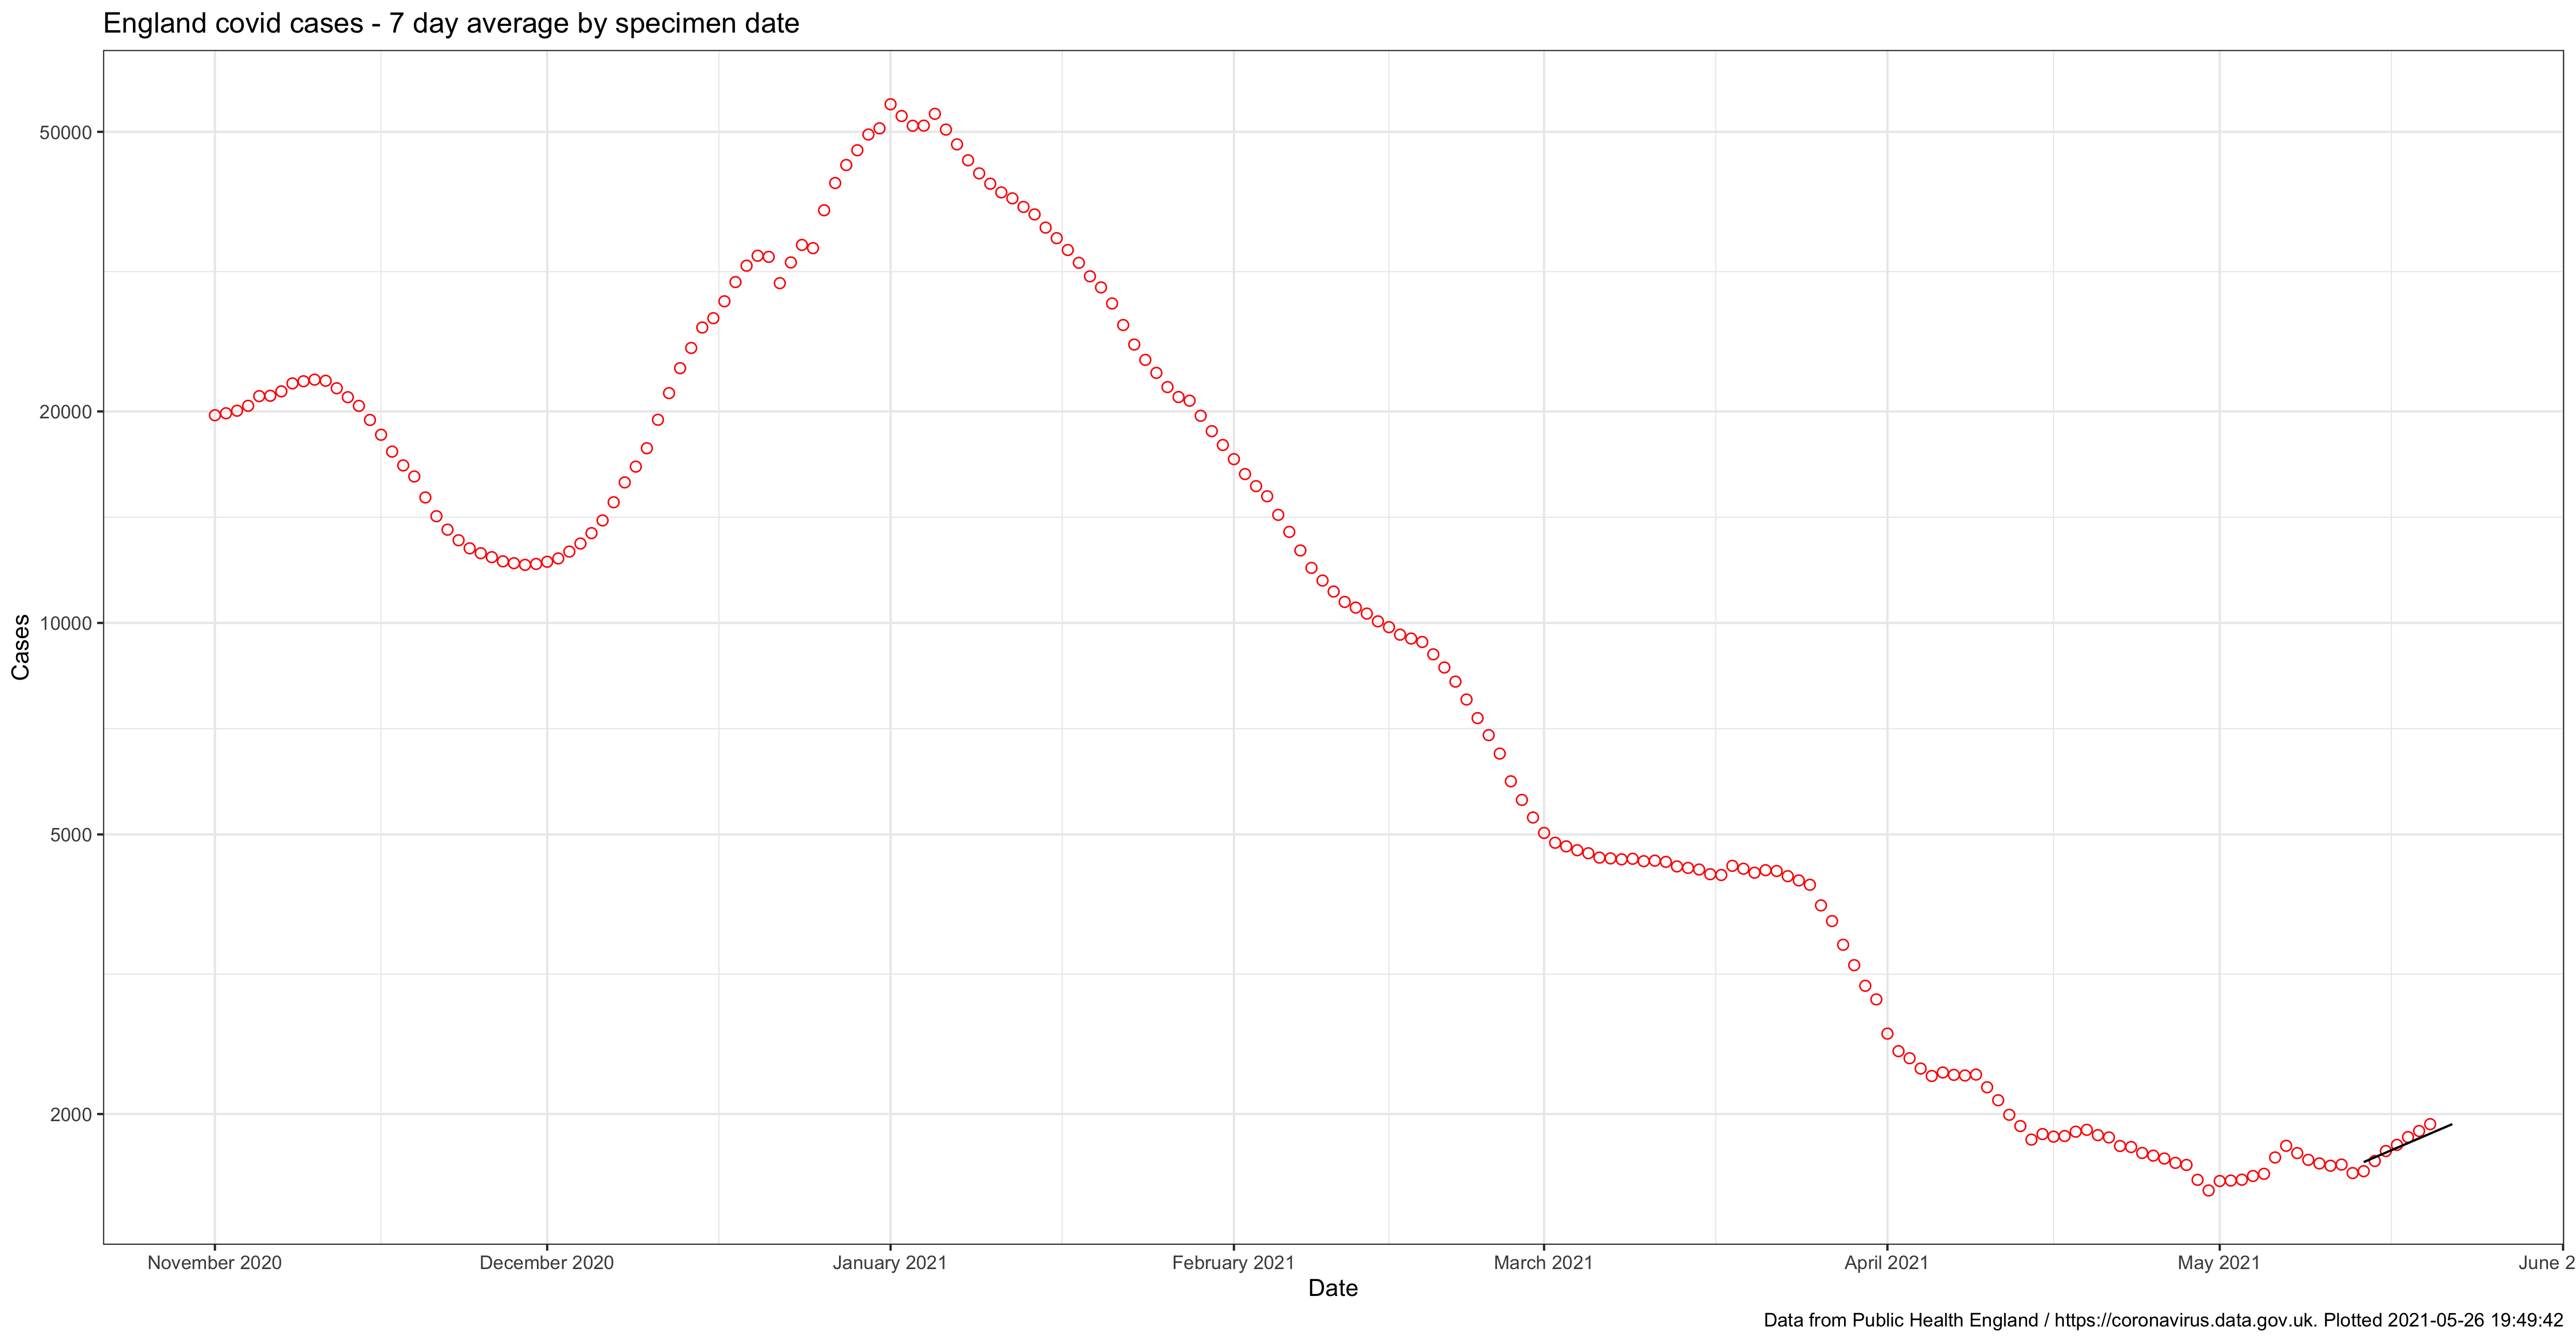 England covid cases - 7 day average by specimen date
50000
20000
10000
5000
2000
Cases
November 2020
December 2020
January 2021
February 2021
March 2021
April 2021
May 2021
June 2
Date
Data from Public Health England / https://coronavirus.data.gov.uk. Plotted 2021-05-26 19:49:42